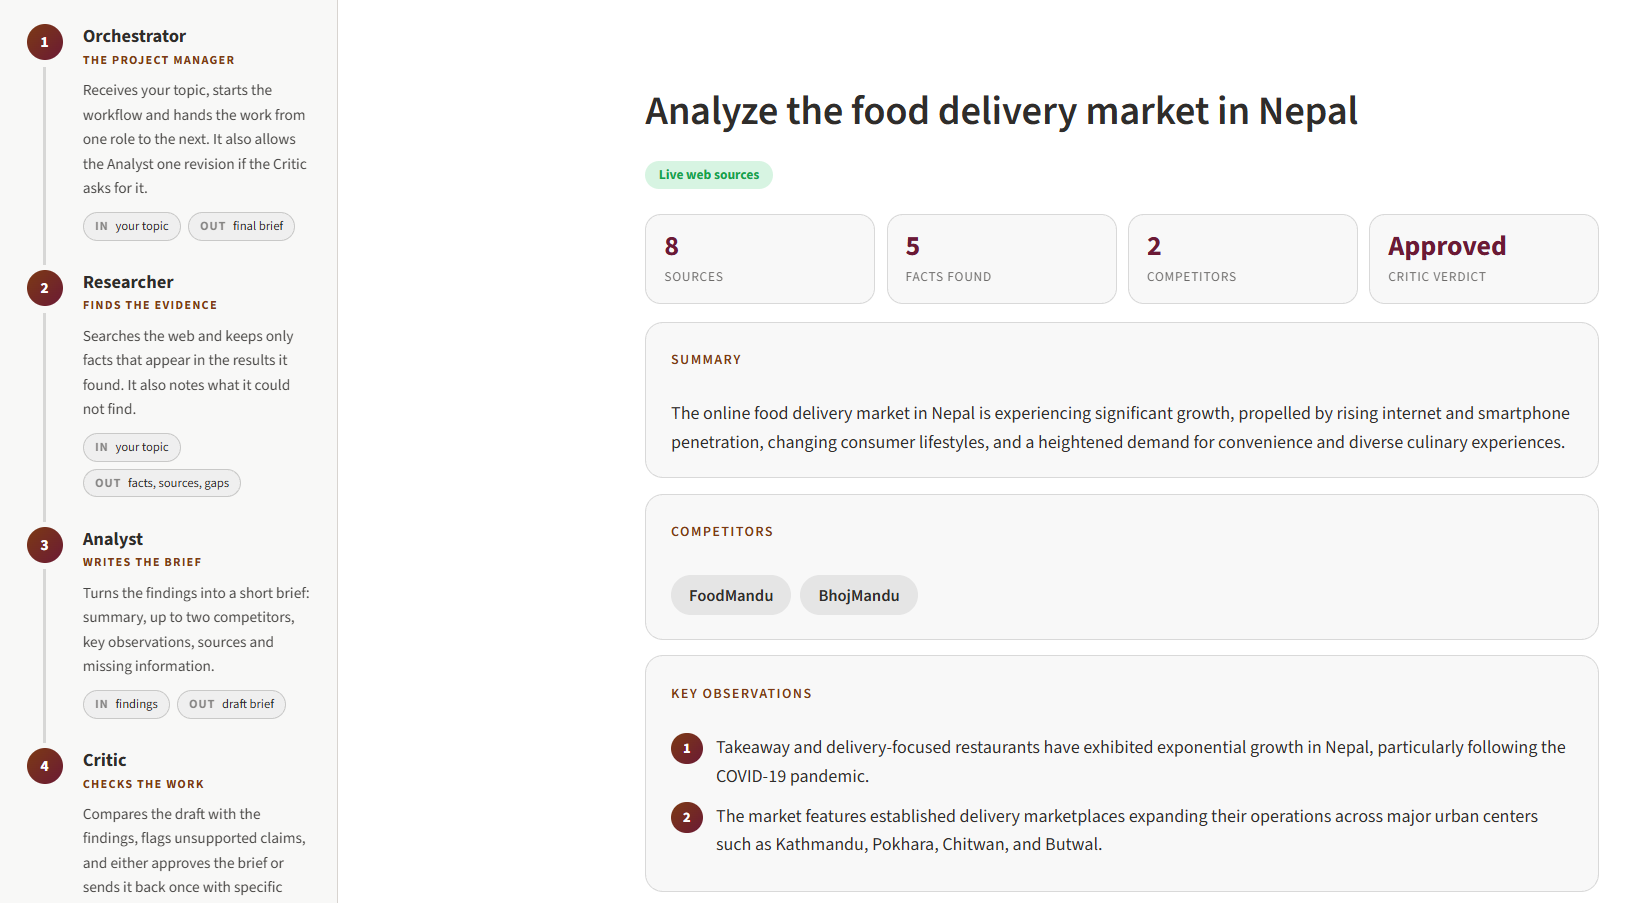 1
Orchestrator
THE PROJECT MANAGER
Receives your topic, starts the
workflow and hands the work from
one role to the next. It also allows
the Analyst one revision if the Critic
asks for it.
IN your topic
OUT final brief
2
Researcher
FINDS THE EVIDENCE
Searches the web and keeps only
facts that appear in the results it
found. It also notes what it could
not find.
IN your topic
OUT facts, sources, gaps
3
Analyst
WRITES THE BRIEF
Turns the findings into a short brief:
summary, up to two competitors,
key observations, sources and
missing information.
IN findings
OUT draft brief
4
Critic
CHECKS THE WORK
Compares the draft with the
findings, flags unsupported claims,
and either approves the brief or
sends it back once with specific
Analyze the food delivery market in Nepal
Live web sources
8
SOURCES
5
FACTS FOUND
2
COMPETITORS
Approved
CRITIC VERDICT
SUMMARY
The online food delivery market in Nepal is experiencing significant growth, propelled by rising internet and smartphone
penetration, changing consumer lifestyles, and a heightened demand for convenience and diverse culinary experiences.
COMPETITORS
FoodMandu
BhojMandu
KEY OBSERVATIONS
1 Takeaway and delivery-focused restaurants have exhibited exponential growth in Nepal, particularly following the
COVID-19 pandemic.
2 The market features established delivery marketplaces expanding their operations across major urban centers
such as Kathmandu, Pokhara, Chitwan, and Butwal.